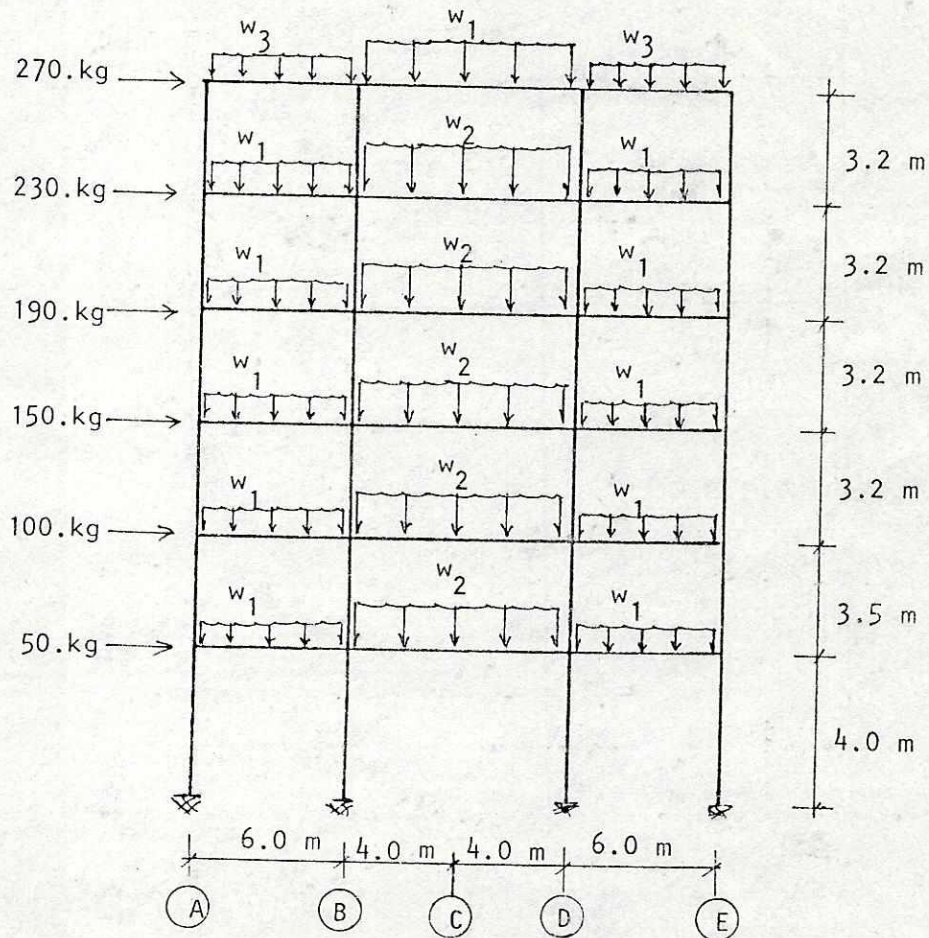 w3 w1 w3
270.kg
w1 w2 w1 3.2 m
230.kg
w1 w2 w1 3.2 m
190.kg
w1 w2 w1 3.2 m
150.kg
w1 w2 w1 3.2 m
100.kg
w1 w2 w1 3.5 m
50.kg
4.0 m
6.0 m 4.0 m 4.0 m 6.0 m
A B C D E